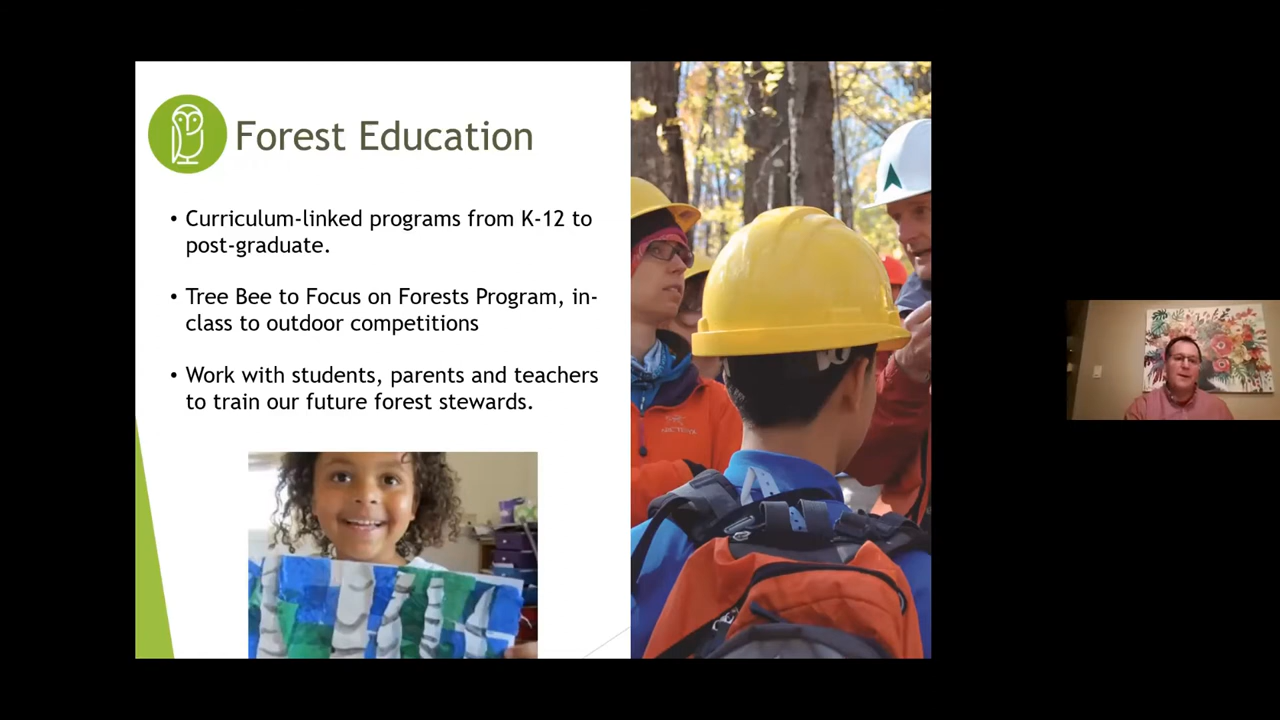 Forest Education
• Curriculum-linked programs from K-12 to
post-graduate.
• Tree Bee to Focus on Forests Program, in-
class to outdoor competitions
• Work with students, parents and teachers
to train our future forest stewards.